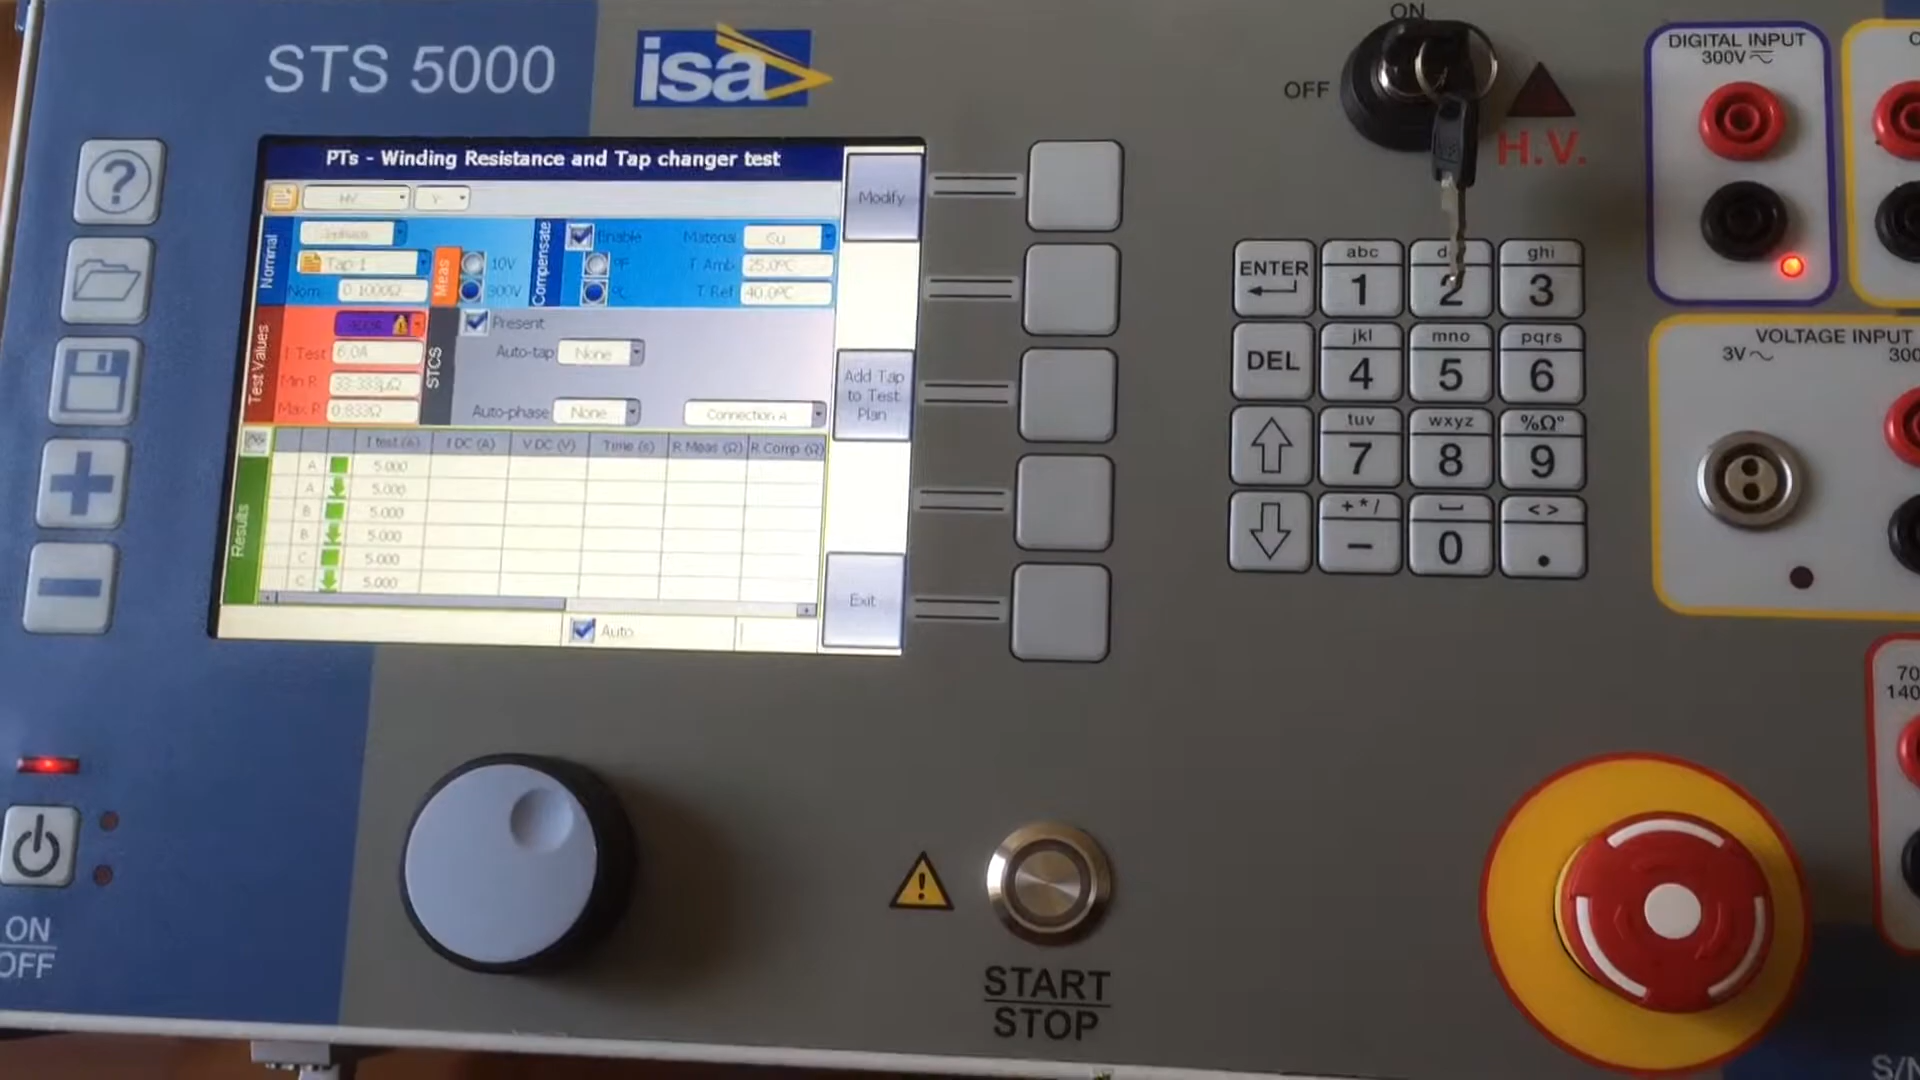 STS 5000
isa
ON
OFF
H.V.
DIGITAL INPUT
300V
PTs - Winding Resistance and Tap changer test
HV
Y
Modify
Nominal
Tap 1
Nom
0.1000Ω
Meas
10V
300V
Compensate
Enable
°F
°C
Material
Cu
T Amb
25.0°C
T Ref
40.0°C
Test Values
I Test
6.0A
Min R
33.333µΩ
Max R
0.833Ω
STCS
Present
Auto-tap
None
Auto-phase
None
Connection A
Add Tap
to Test
Plan
Results
I test (A)
I DC (A)
V DC (V)
Time (s)
R Meas (Ω)
R Comp (Ω)
A 5.000
A 5.000
B 5.000
B 5.000
C 5.000
C 5.000
Auto
Exit
ENTER
abc
1
2
ghi
3
DEL
jkl
4
mno
5
pqrs
6
tuv
7
wxyz
8
%Ω°
9
+*/
–
0
< >
.
VOLTAGE INPUT
3V
ON
OFF
START
STOP